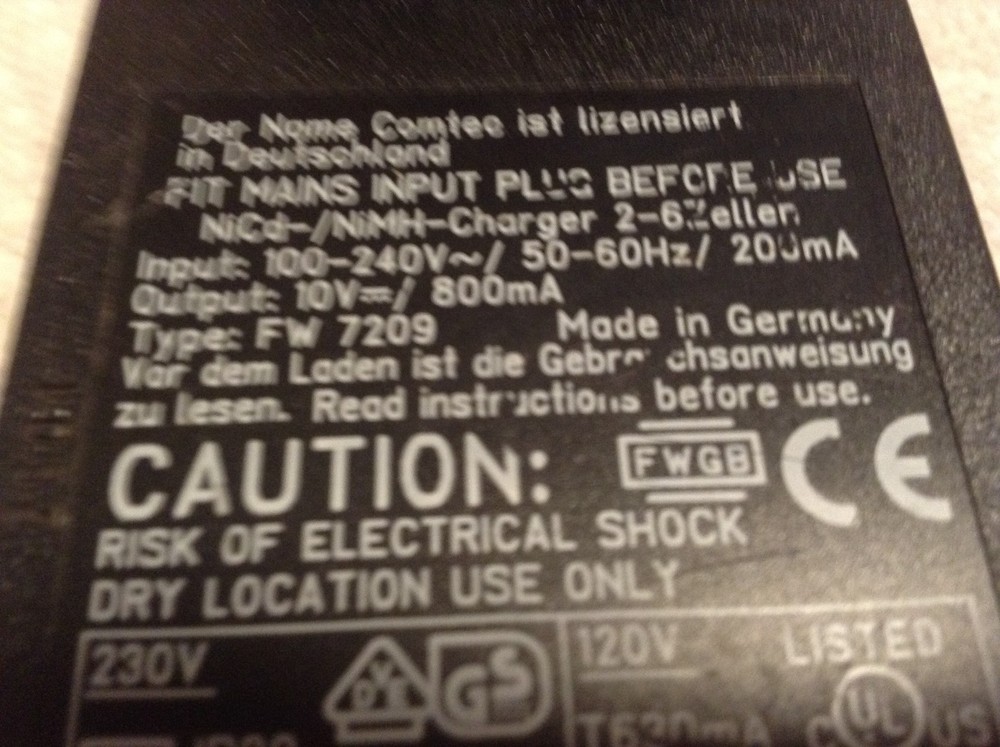 Der Name Comtec ist lizensiert
in Deutschland
FIT MAINS INPUT PLUG BEFORE USE
NiCd-/NiMH-Charger 2-6Zellen
Input: 100-240V~/ 50-60Hz/ 200mA
Output: 10V⎓/ 800mA
Type: FW 7209 Made in Germany
Vor dem Laden ist die Gebrauchsanweisung
zu lesen. Read instructions before use.
CAUTION: FWGB CE
RISK OF ELECTRICAL SHOCK
DRY LOCATION USE ONLY
230V VDE GS 120V LISTED
T630mA C UL US